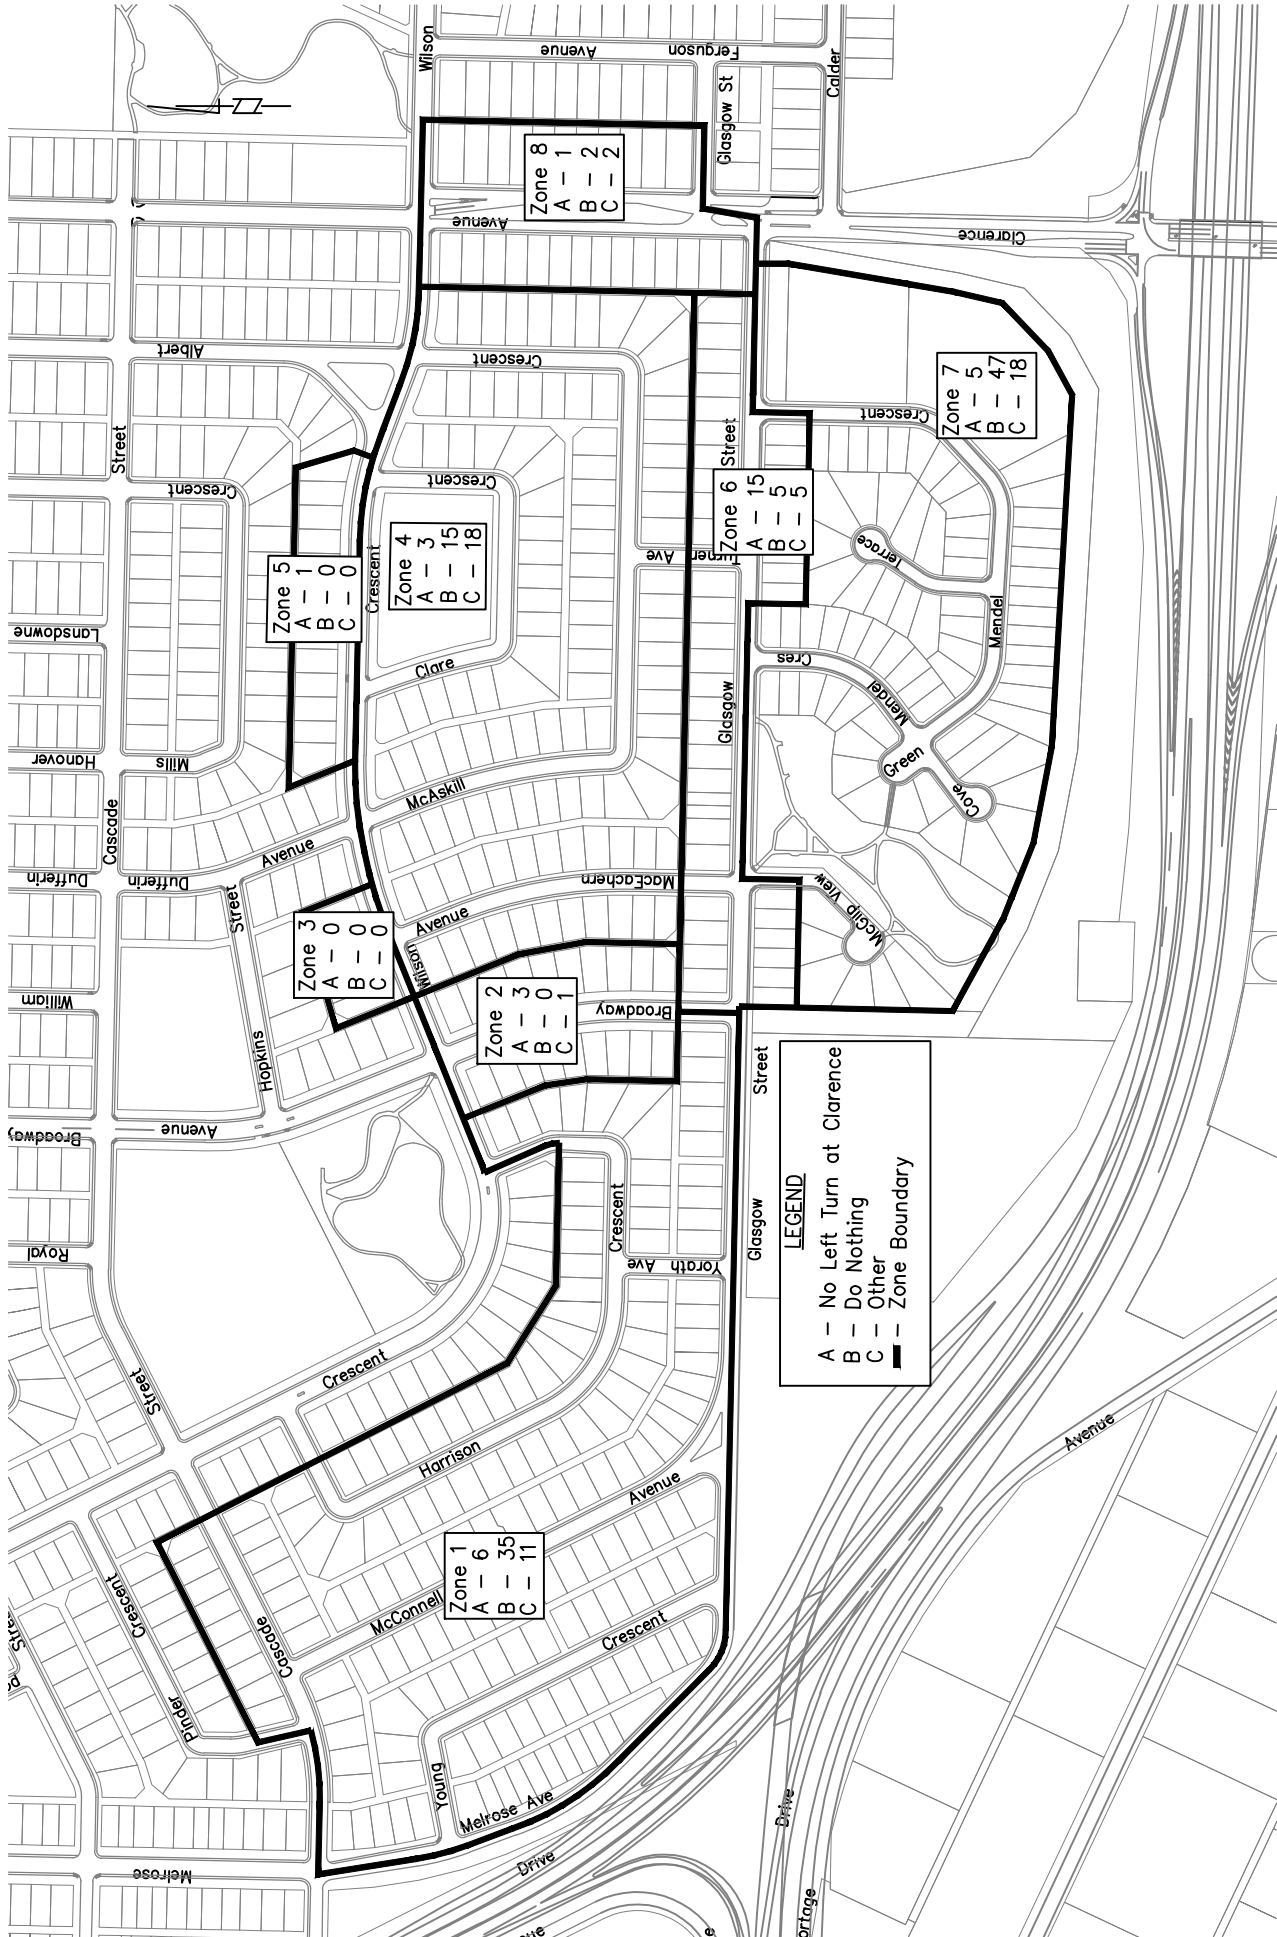 Wilson
Avenue
Ferguson
Calder
Glasgow St
Zone 8
A – 1
B – 2
C – 2
Avenue
Clarence
Albert
Crescent
Street
Crescent
Crescent
Crescent
Street
Zone 7
A – 5
B – 47
C – 18
Zone 6
A – 15
B – 5
C – 5
Zone 5
A – 1
B – 0
C – 0
Zone 4
A – 3
B – 15
C – 18
Crescent
Turner Ave
Terrace
Lansdowne
Mendel
Clare
Cres
Glasgow
Mendel
Hanover
Mills
McAskill
Green
Cove
Cascade
Avenue
Dufferin
Dufferin
MacEachern
Street
Avenue
McGlip View
Zone 3
A – 0
B – 0
C – 0
Wilson
William
Zone 2
A – 3
B – 0
C – 1
Broadway
Hopkins
Street
Broadway
Avenue
LEGEND
A – No Left Turn at Clarence
B – Do Nothing
C – Other
– Zone Boundary
Crescent
Glasgow
Royal
Yorath Ave
Street
Crescent
Avenue
Harrison
Avenue
Zone 1
A – 6
B – 35
C – 11
Crescent
McConnell
Cascade
Crescent
Street
Pinder
Young
Melrose Ave
Drive
Melrose
Drive
ortage